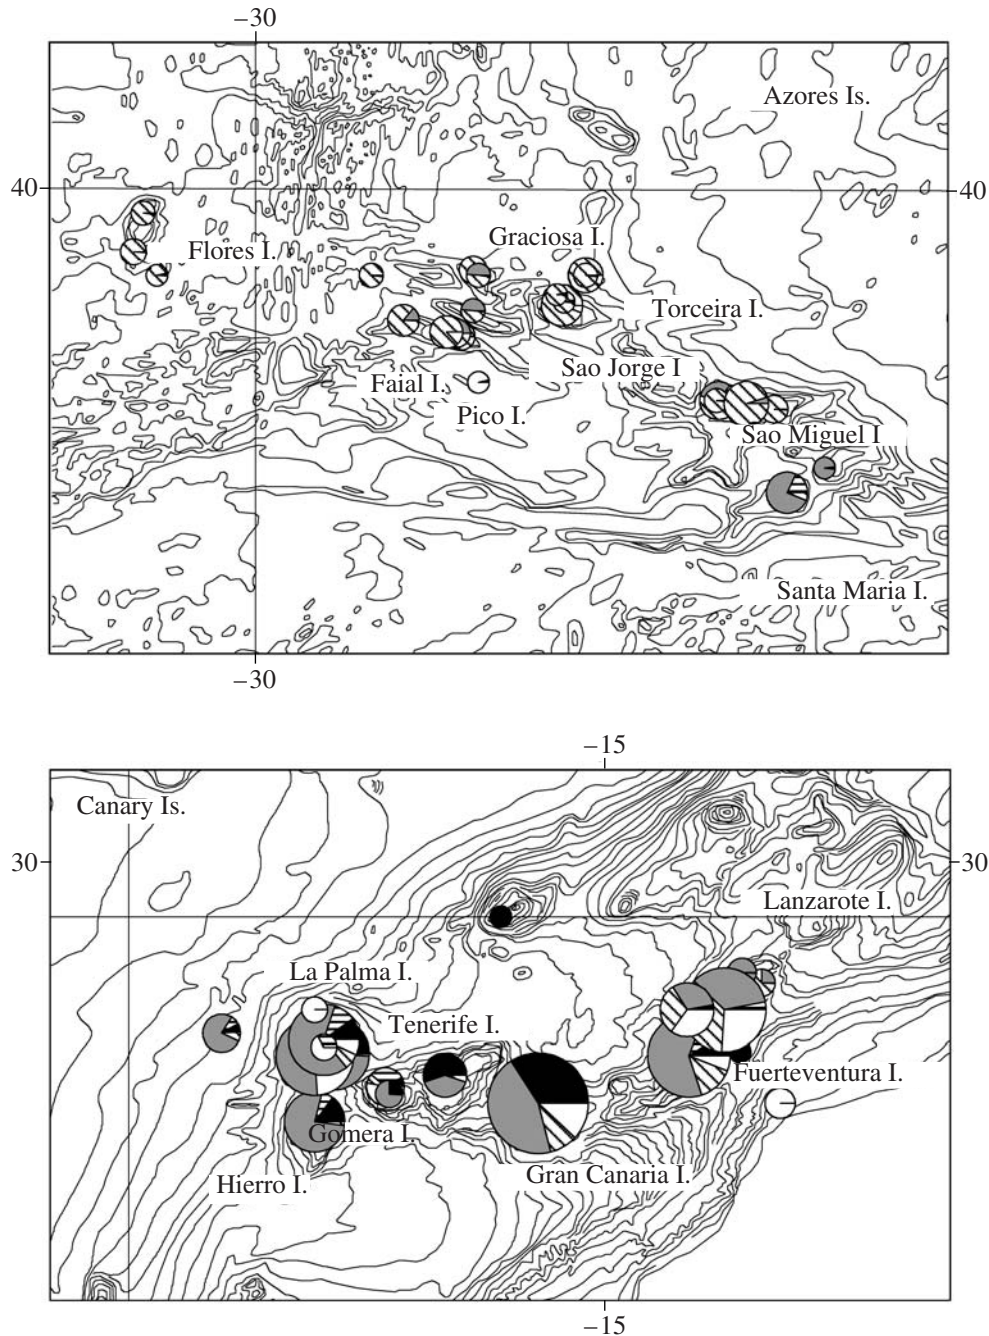 –30
Azores Is.
40
40
Graciosa I.
Flores I.
Torceira I.
Sao Jorge I
Faial I.
Pico I.
Sao Miguel I
Santa Maria I.
–30
–15
Canary Is.
30
30
Lanzarote I.
La Palma I.
Tenerife I.
Fuerteventura I.
Gomera I.
Gran Canaria I.
Hierro I.
–15